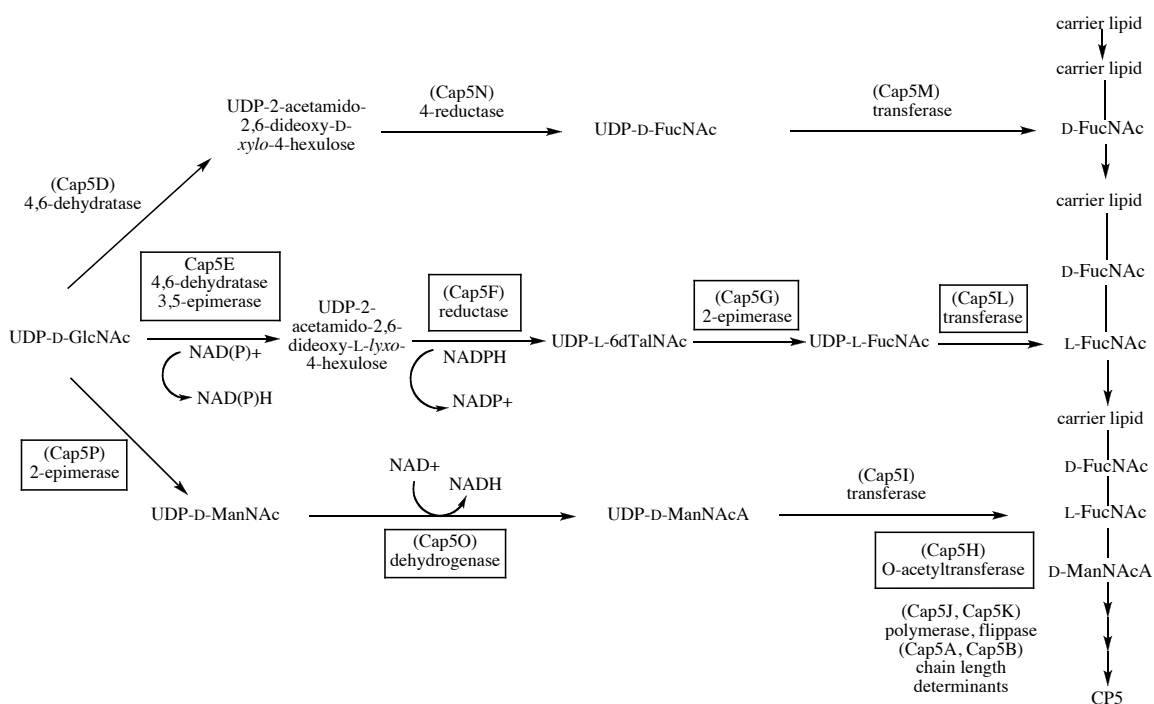 carrier lipid
carrier lipid
(Cap5N)
4-reductase
(Cap5M)
transferase
UDP-2-acetamido-
2,6-dideoxy-D-
xylo-4-hexulose
UDP-D-FucNAc
D-FucNAc
(Cap5D)
4,6-dehydratase
carrier lipid
D-FucNAc
Cap5E
4,6-dehydratase
3,5-epimerase
(Cap5F)
reductase
(Cap5G)
2-epimerase
(Cap5L)
transferase
UDP-D-GlcNAc
UDP-2-
acetamido-2,6-
dideoxy-L-lyxo-
4-hexulose
UDP-L-6dTalNAc
UDP-L-FucNAc
L-FucNAc
NAD(P)+
NAD(P)H
NADPH
NADP+
carrier lipid
(Cap5P)
2-epimerase
D-FucNAc
NAD+
NADH
(Cap5I)
transferase
UDP-D-ManNAc
UDP-D-ManNAcA
L-FucNAc
(Cap5O)
dehydrogenase
(Cap5H)
O-acetyltransferase
D-ManNAcA
(Cap5J, Cap5K)
polymerase, flippase
(Cap5A, Cap5B)
chain length
determinants
CP5